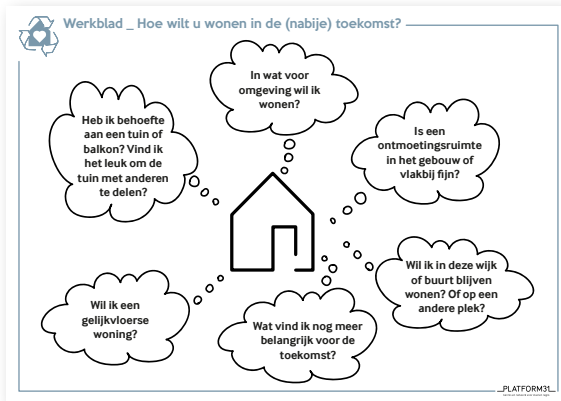 Werkblad _ Hoe wilt u wonen in de (nabije) toekomst?
In wat voor
omgeving wil ik
wonen?
Heb ik behoefte
aan een tuin of
balkon? Vind ik
het leuk om de
tuin met anderen
te delen?
Is een
ontmoetingsruimte
in het gebouw of
vlakbij fijn?
Wil ik in deze wijk
of buurt blijven
wonen? Of op een
andere plek?
Wil ik een
gelijkvloerse
woning?
Wat vind ik nog meer
belangrijk voor de
toekomst?
PLATFORM31